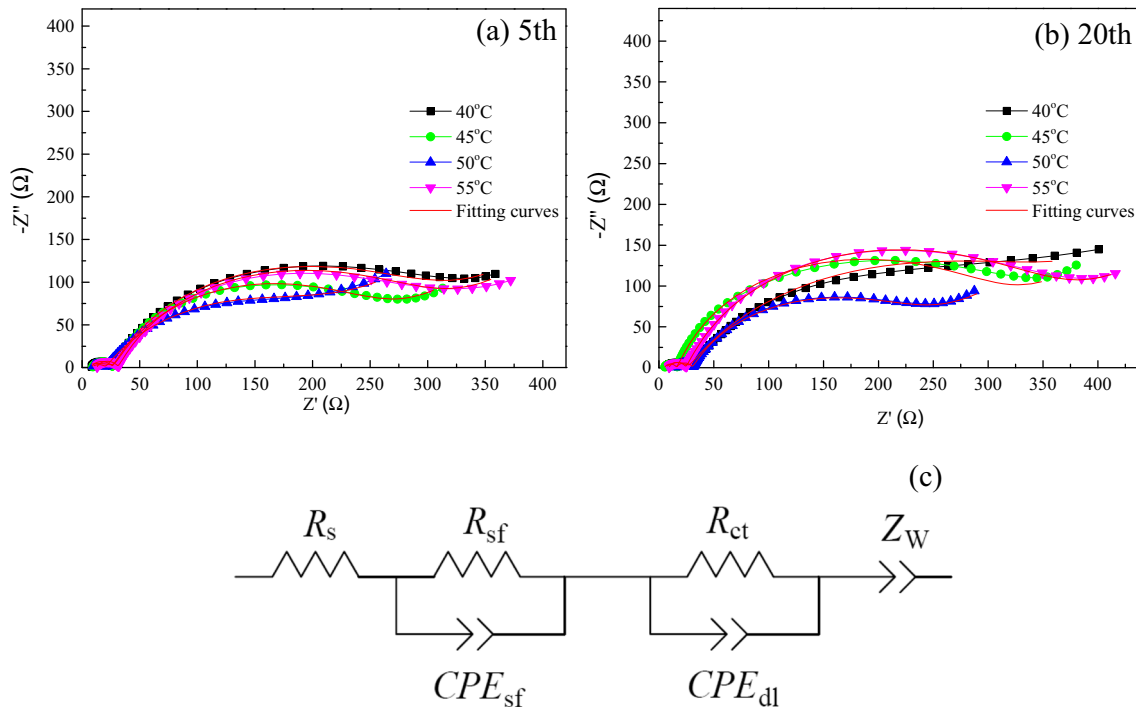 (a) 5th
400
350
300
250
200
150
100
50
0
-Z" (Ω)
40°C
45°C
50°C
55°C
Fitting curves
0 50 100 150 200 250 300 350 400
Z' (Ω)
(b) 20th
400
350
300
250
200
150
100
50
0
-Z" (Ω)
40°C
45°C
50°C
55°C
Fitting curves
0 50 100 150 200 250 300 350 400
Z' (Ω)
(c)
Rs Rsf Rct ZW
CPEsf CPEdl